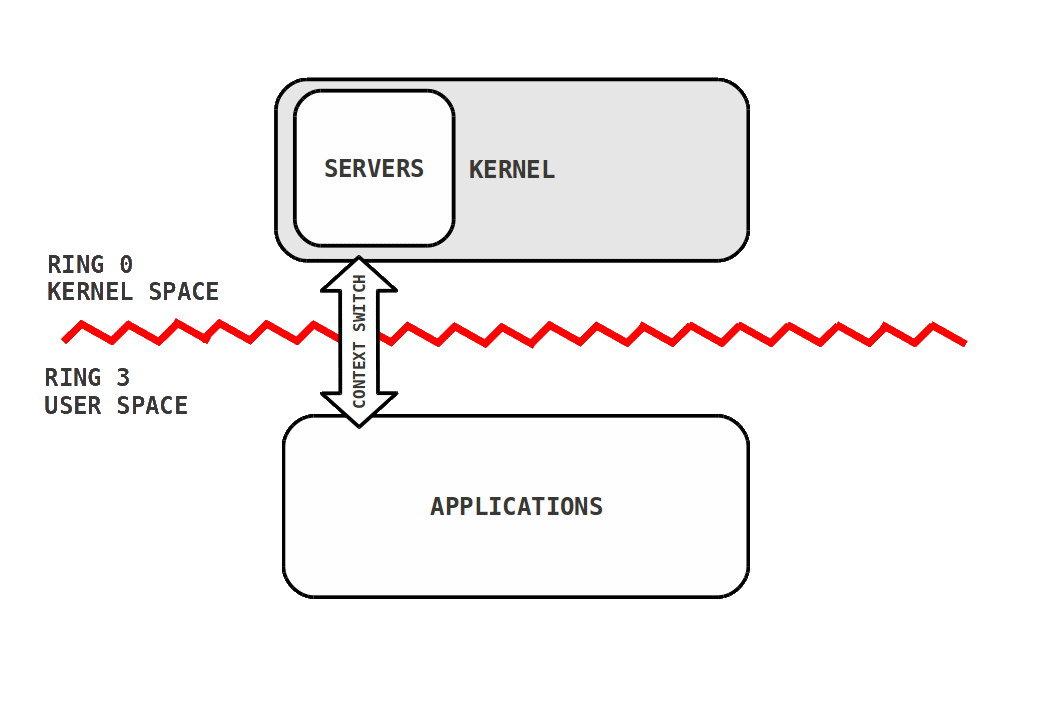 SERVERS
KERNEL
RING 0
KERNEL SPACE
CONTEXT SWITCH
RING 3
USER SPACE
APPLICATIONS